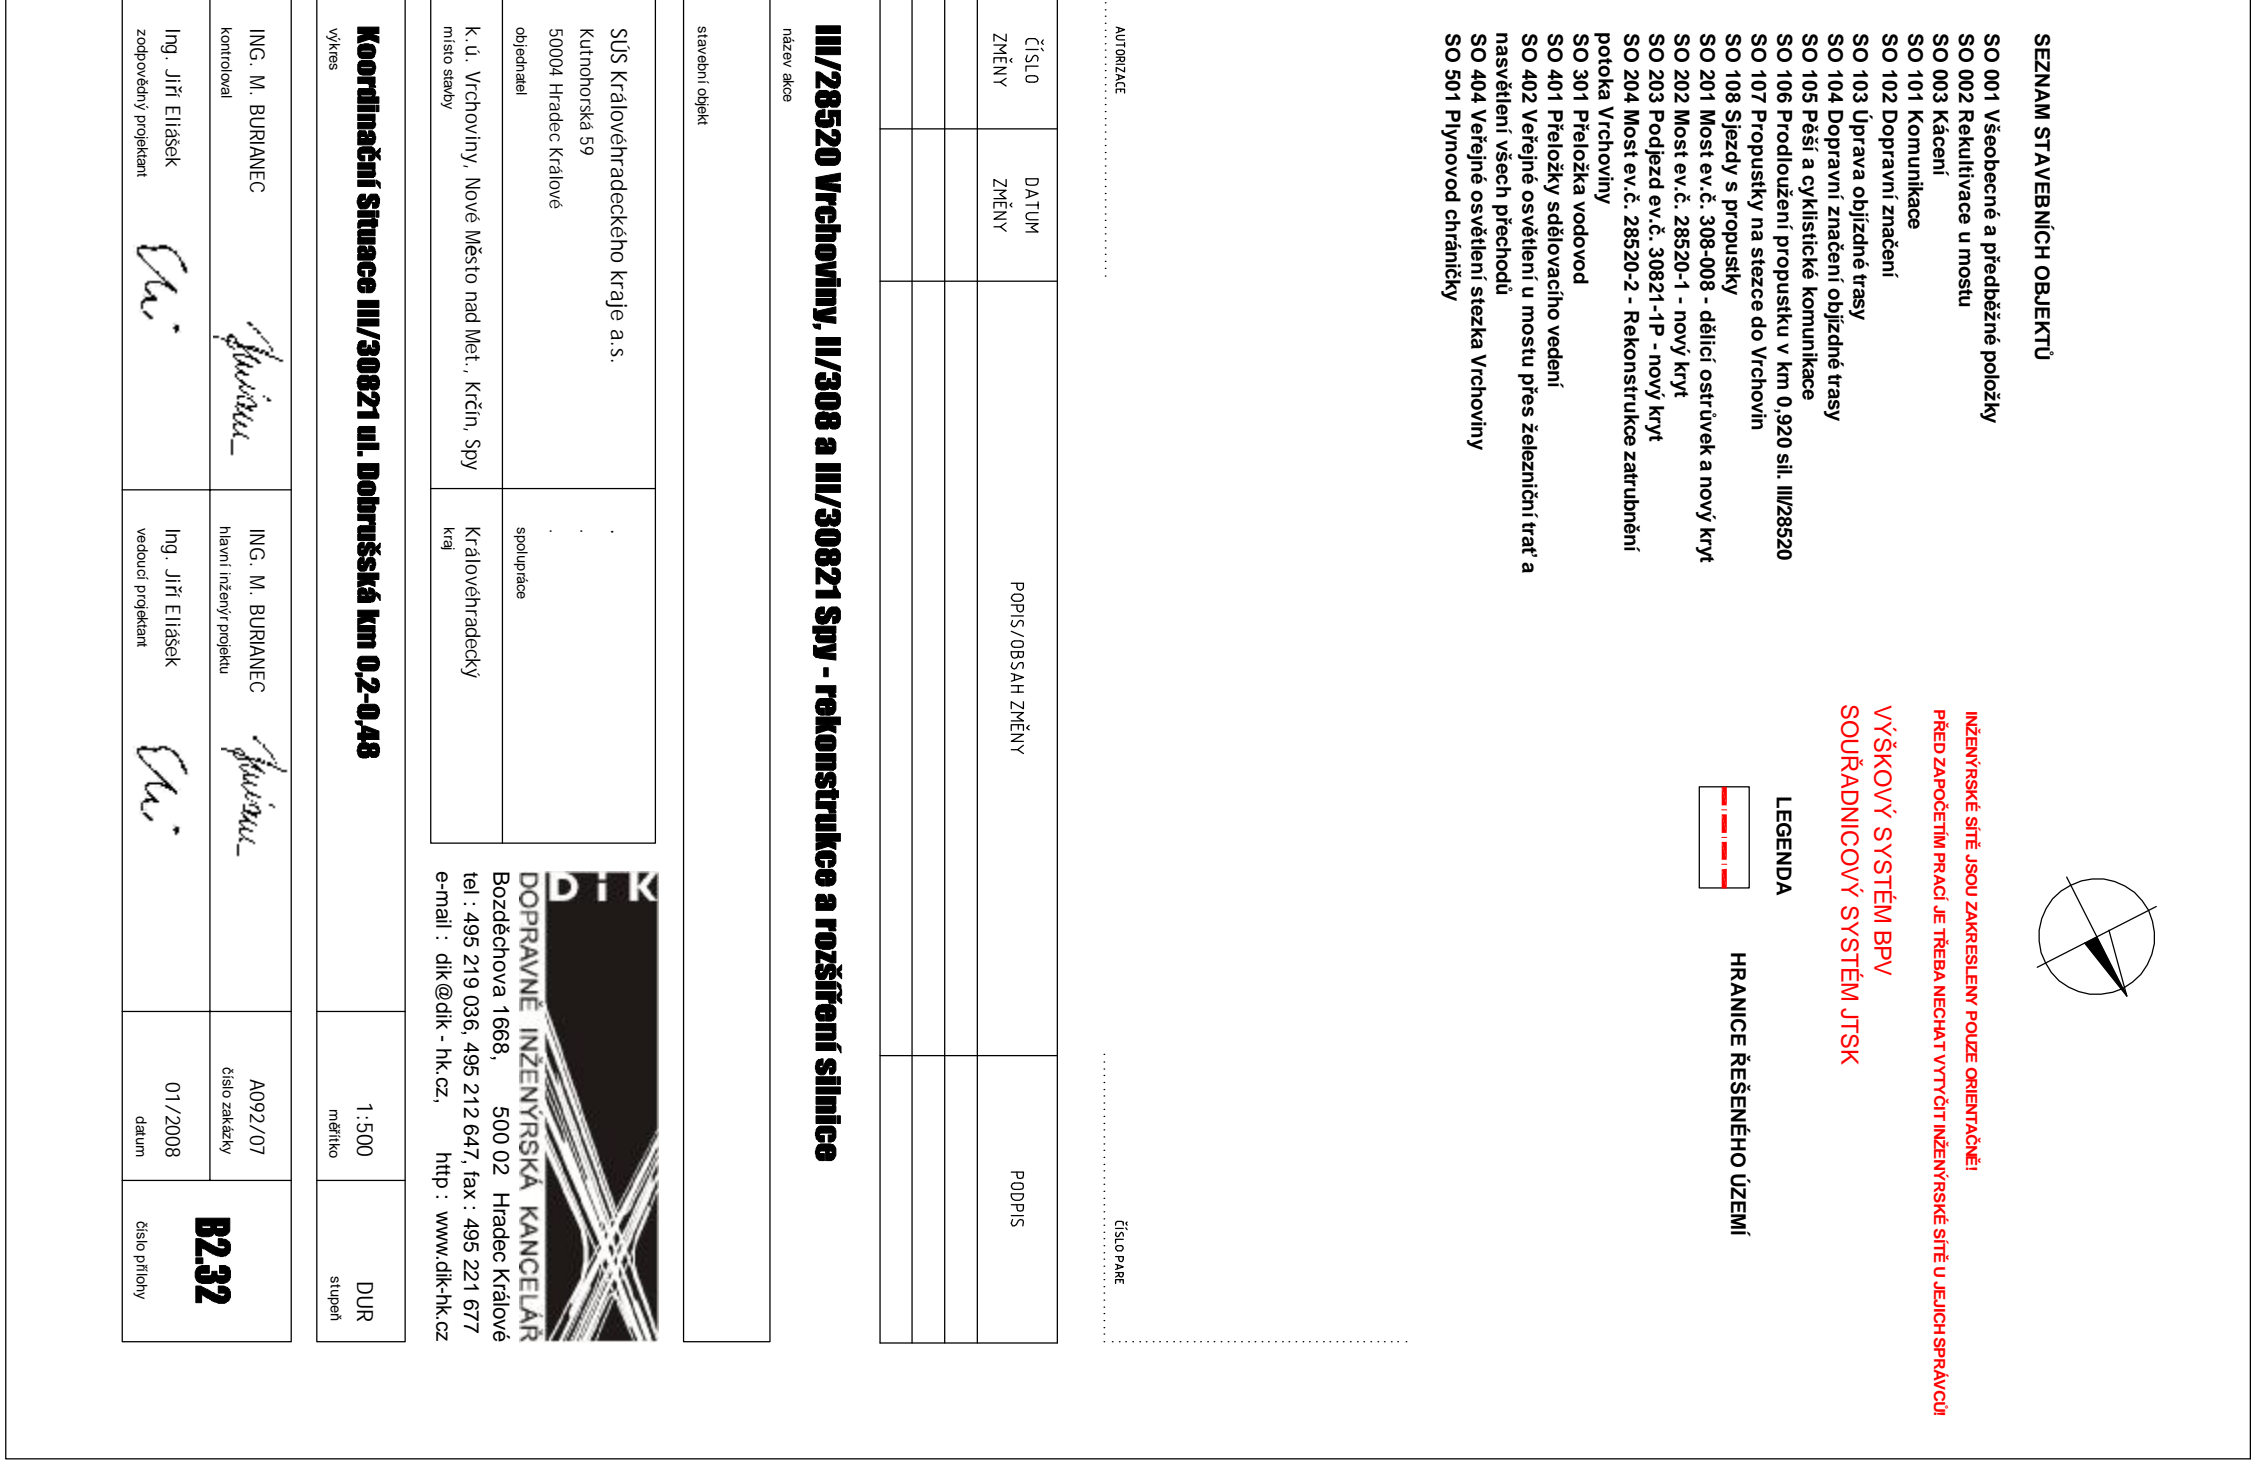 SEZNAM STAVEBNÍCH OBJEKTŮ
SO 001 Všeobecné a předběžné položky
SO 002 Rekultivace u mostu
SO 003 Kácení
SO 101 Komunikace
SO 102 Dopravní značení
SO 103 Úprava objízdné trasy
SO 104 Dopravní značení objízdné trasy
SO 105 Pěší a cyklistické komunikace
SO 106 Prodloužení propustku v km 0,920 sil. III/28520
SO 107 Propustky na stezce do Vrchovin
SO 108 Sjezdy s propustky
SO 201 Most ev.č. 308-008 - dělicí ostrůvek a nový kryt
SO 202 Most ev.č. 28520-1 - nový kryt
SO 203 Podjezd ev.č. 30821-1P - nový kryt
SO 204 Most ev.č. 28520-2 - Rekonstrukce zatrubnění
potoka Vrchoviny
SO 301 Přeložka vodovod
SO 401 Přeložky sdělovacího vedení
SO 402 Veřejné osvětlení u mostu přes železniční trať a
nasvětlení všech přechodů
SO 404 Veřejné osvětlení stezka Vrchoviny
SO 501 Plynovod chráničky
INŽENÝRSKÉ SÍTĚ JSOU ZAKRESLENY POUZE ORIENTAČNĚ!
PŘED ZAPOČETÍM PRACÍ JE TŘEBA NECHAT VYTYČIT INŽENÝRSKÉ SÍTĚ U JEJICH SPRÁVCŮ!
VÝŠKOVÝ SYSTÉM BPV
SOUŘADNICOVÝ SYSTÉM JTSK
LEGENDA
HRANICE ŘEŠENÉHO ÚZEMÍ
AUTORIZACE
ČÍSLO PARE
ČÍSLO
ZMĚNY
DATUM
ZMĚNY
POPIS/OBSAH ZMĚNY
PODPIS
III/28520 Vrchoviny, II/308 a III/30821 Spy - rekonstrukce a rozšíření silnice
název akce
stavební objekt
SÚS Královéhradeckého kraje a.s.
Kutnohorská 59
50004 Hradec Králové
objednatel
.
.
.
spolupráce
k.ú. Vrchoviny, Nové Město nad Met., Krčín, Spy
místo stavby
Královéhradecký
kraj
DiK
DOPRAVNĚ INŽENÝRSKÁ KANCELÁŘ
Bozděchova 1668, 500 02 Hradec Králové
tel : 495 219 036, 495 212 647, fax : 495 221 677
e-mail : dik@dik - hk.cz, http : www.dik-hk.cz
Koordinační Situace III/30821 ul. Dobrušská km 0,2-0,48
výkres
1:500
měřítko
DUR
stupeň
ING. M. BURIANEC
kontroloval
ING. M. BURIANEC
hlavní inženýr projektu
A092/07
číslo zakázky
Ing. Jiří Eliášek
zodpovědný projektant
Ing. Jiří Eliášek
vedoucí projektant
01/2008
datum
B2.32
číslo přílohy